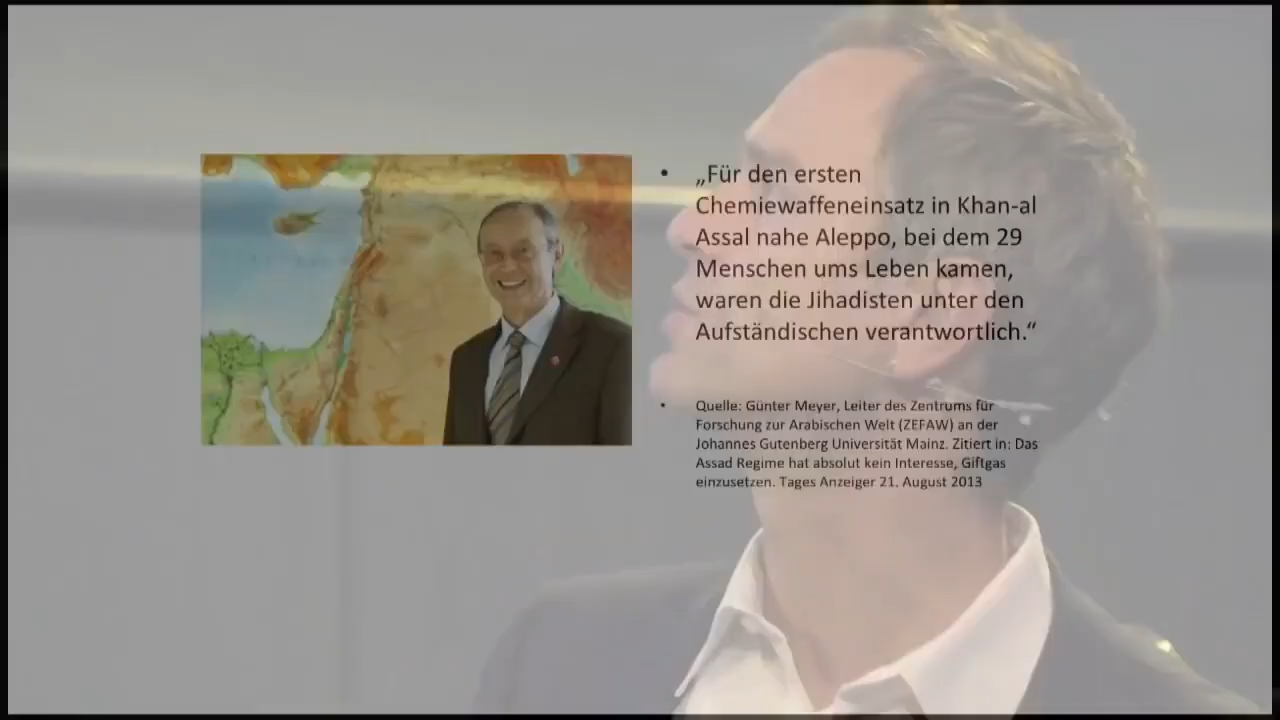 • „Für den ersten
Chemiewaffeneinsatz in Khan-al
Assal nahe Aleppo, bei dem 29
Menschen ums Leben kamen,
waren die Jihadisten unter den
Aufständischen verantwortlich.“
• Quelle: Günter Meyer, Leiter des Zentrums für
Forschung zur Arabischen Welt (ZEFAW) an der
Johannes Gutenberg Universität Mainz. Zitiert in: Das
Assad Regime hat absolut kein Interesse, Giftgas
einzusetzen. Tages Anzeiger 21. August 2013